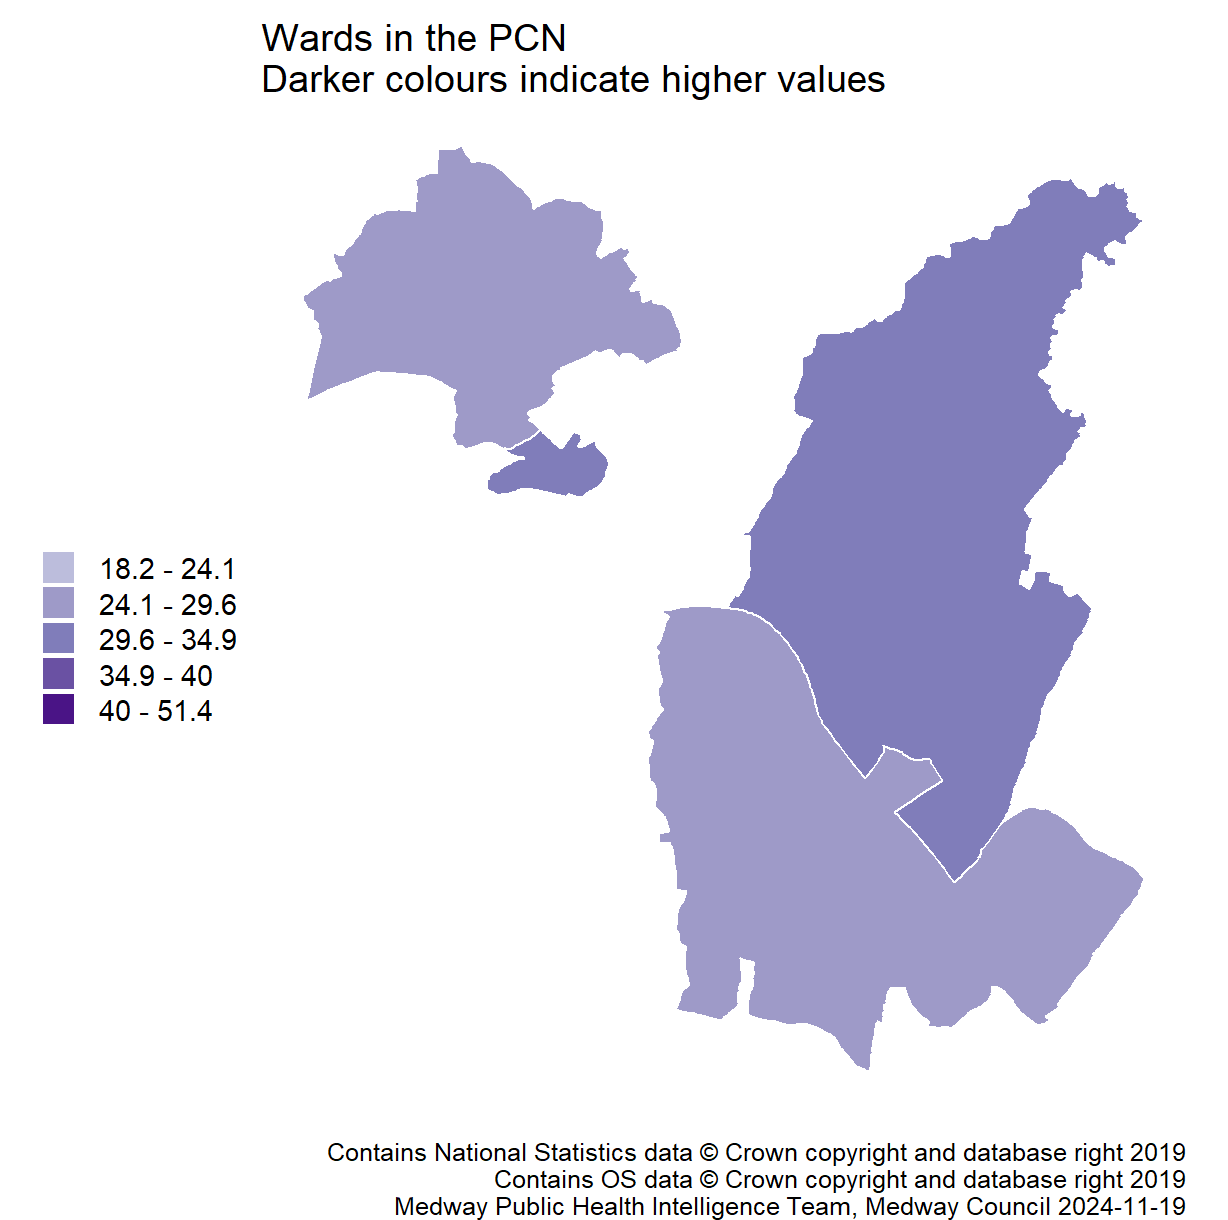 Wards in the PCN
Darker colours indicate higher values
18.2 - 24.1
24.1 - 29.6
29.6 - 34.9
34.9 - 40
40 - 51.4
Contains National Statistics data © Crown copyright and database right 2019
Contains OS data © Crown copyright and database right 2019
Medway Public Health Intelligence Team, Medway Council 2024-11-19